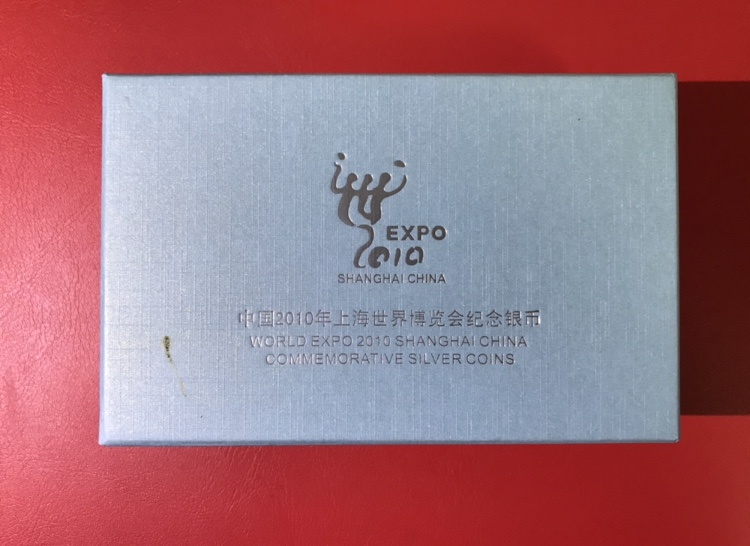 EXPO
2010
SHANGHAI CHINA
中国2010年上海世界博览会纪念银币
WORLD EXPO 2010 SHANGHAI CHINA
COMMEMORATIVE SILVER COINS